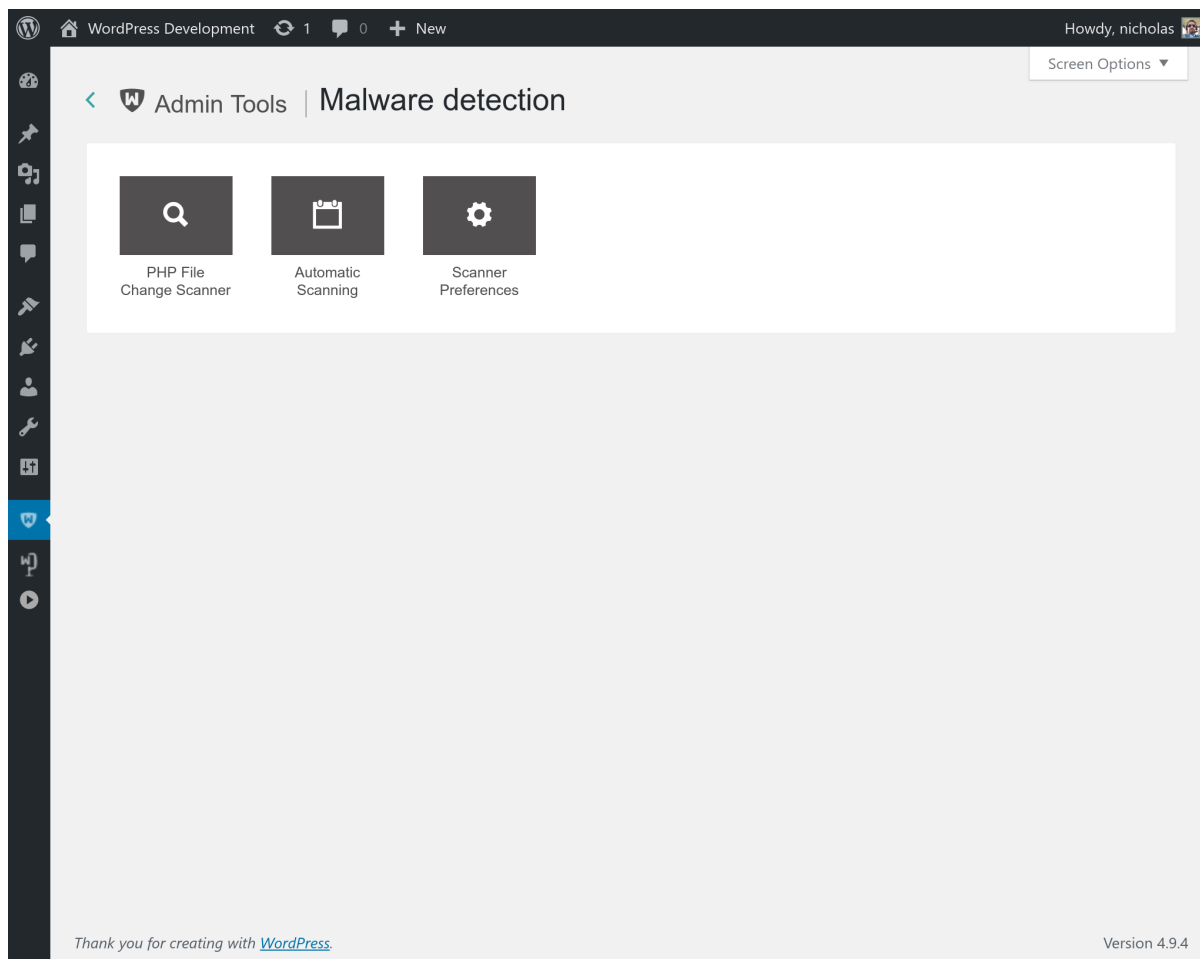 WordPress Development 1 0 New Howdy, nicholas
Screen Options ▼
Admin Tools | Malware detection
PHP File
Change Scanner
Automatic
Scanning
Scanner
Preferences
Thank you for creating with WordPress. Version 4.9.4